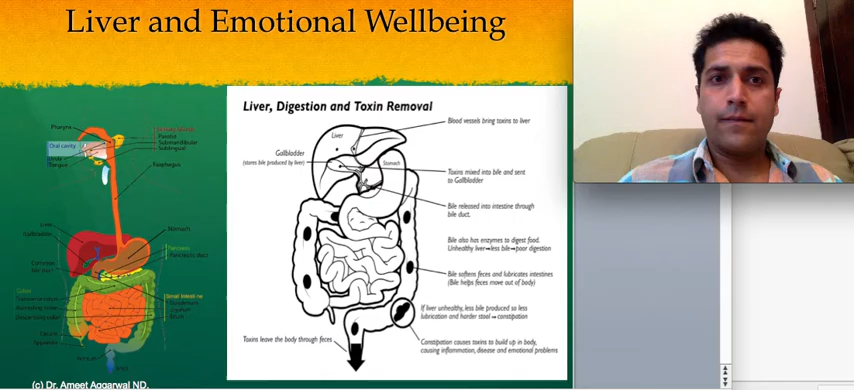 Liver and Emotional Wellbeing
Liver, Digestion and Toxin Removal
Blood vessels bring toxins to liver
Liver
Gallbladder
(stores bile produced by liver)
Stomach
Toxins mixed into bile and sent
to Gallbladder
Bile released into intestine through
bile duct.
Bile also has enzymes to digest food.
Unhealthy liver→less bile→poor digestion
Bile softens feces and lubricates intestines
(Bile helps feces move out of body)
If liver unhealthy, less bile produced so less
lubrication and harder stool → constipation
Toxins leave the body through feces
Constipation causes toxins to build up in body,
causing inflammation, disease and emotional problems
Pharynx
Oral cavity
Tongue
Parotid
Submandibular
Sublingual
Esophagus
Liver
Gallbladder
Stomach
Pancreas
Pancreatic duct
Common
bile duct
Colon
Small Intestine
(c) Dr. Ameet Aggarwal ND.